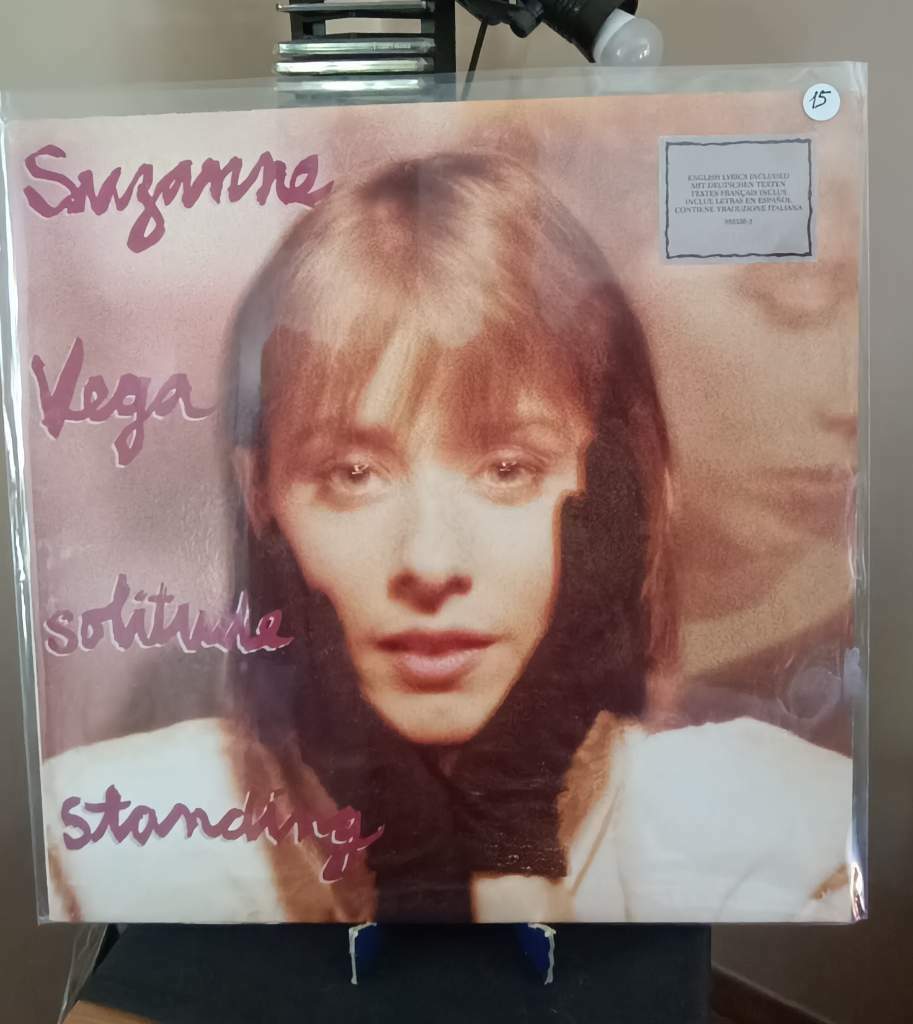 Suzanne
Vega
solitude
standing
15
ENGLISH LYRICS INCLUDED
MIT DEUTSCHEN TEXTEN
TEXTES FRANÇAIS INCLUS
INCLUE LETRAS EN ESPAÑOL
CONTIENE TRADUZIONE ITALIANA